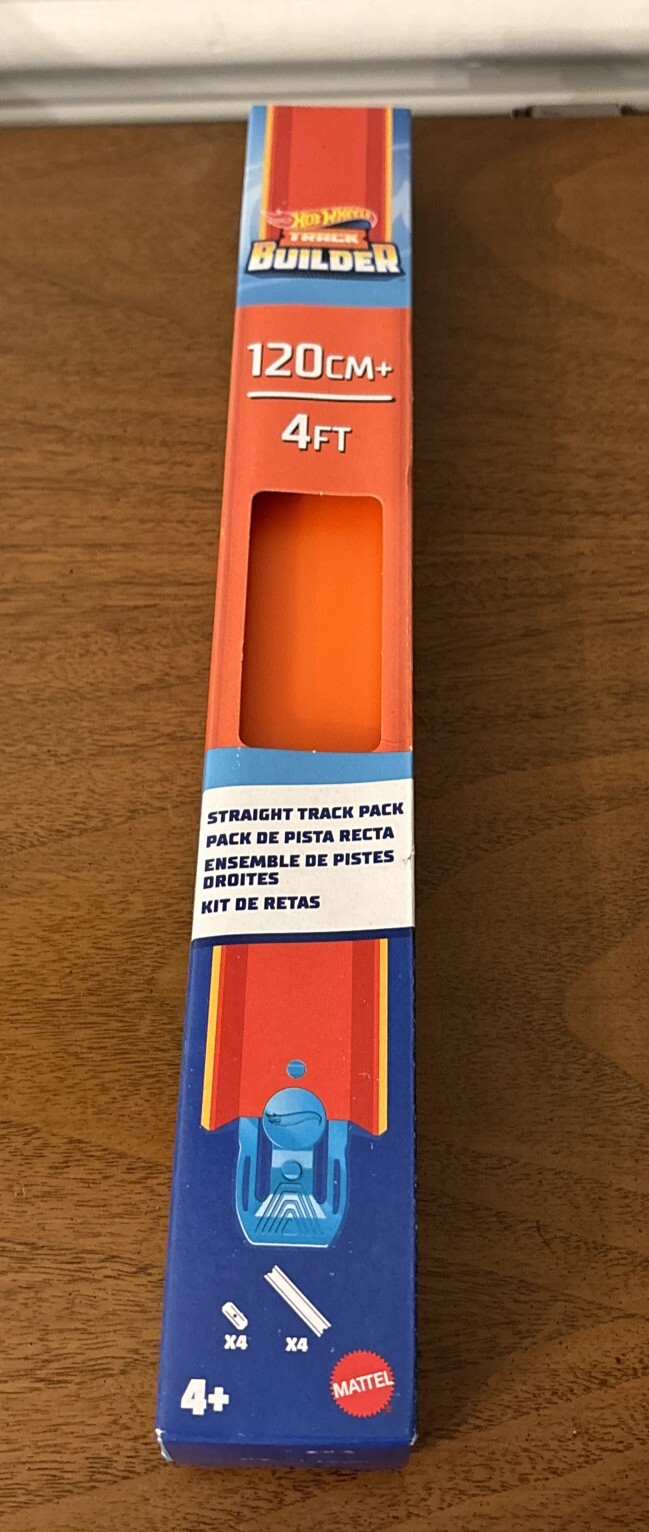 HOT WHEELS
TRACK
BUILDER
120CM+
4FT
STRAIGHT TRACK PACK
PACK DE PISTA RECTA
ENSEMBLE DE PISTES
DROITES
KIT DE RETAS
X4 X4
4+
MATTEL